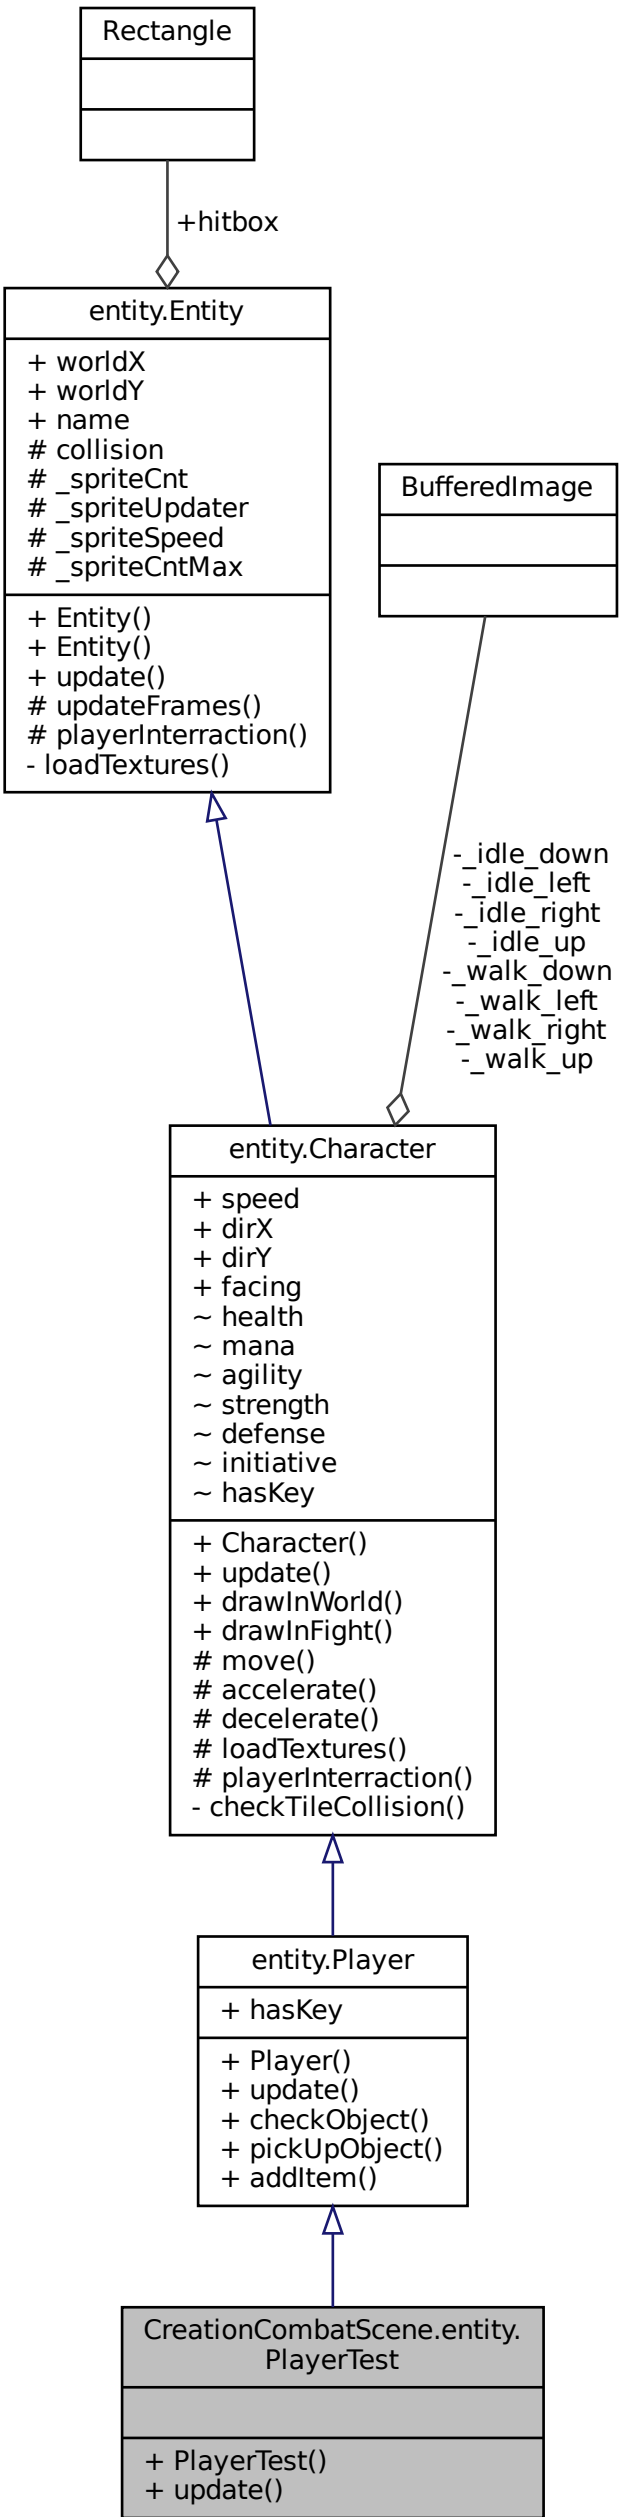 Rectangle
+hitbox
entity.Entity
+ worldX
+ worldY
+ name
# collision
# _spriteCnt
# _spriteUpdater
# _spriteSpeed
# _spriteCntMax
+ Entity()
+ Entity()
+ update()
# updateFrames()
# playerInterraction()
- loadTextures()
BufferedImage
-_idle_down
-_idle_left
-_idle_right
-_idle_up
-_walk_down
-_walk_left
-_walk_right
-_walk_up
entity.Character
+ speed
+ dirX
+ dirY
+ facing
~ health
~ mana
~ agility
~ strength
~ defense
~ initiative
~ hasKey
+ Character()
+ update()
+ drawInWorld()
+ drawInFight()
# move()
# accelerate()
# decelerate()
# loadTextures()
# playerInterraction()
- checkTileCollision()
entity.Player
+ hasKey
+ Player()
+ update()
+ checkObject()
+ pickUpObject()
+ addItem()
CreationCombatScene.entity.
PlayerTest
+ PlayerTest()
+ update()